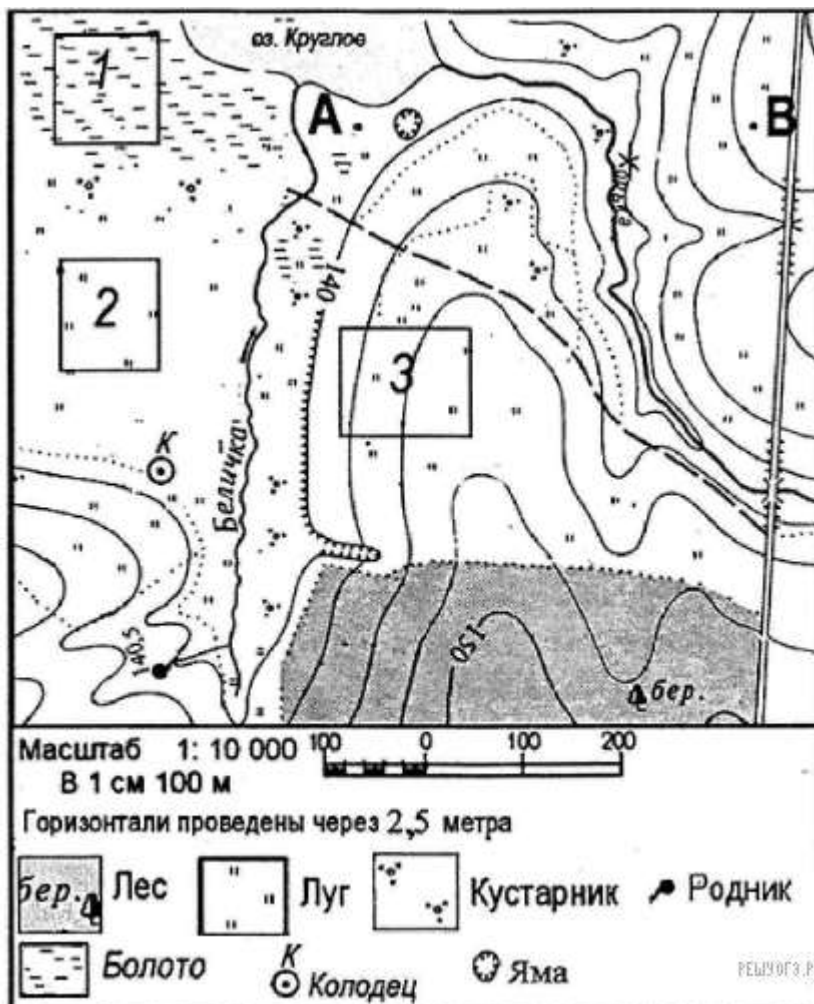 оз. Круглое
1
А
В
Хопьга
2
140
3
К
Беличка
140,5
150
бер.
Масштаб 1: 10 000
100 0 100 200
В 1 см 100 м
Горизонтали проведены через 2,5 метра
бер. Лес
Луг
Кустарник
Родник
Болото
К Колодец
Яма